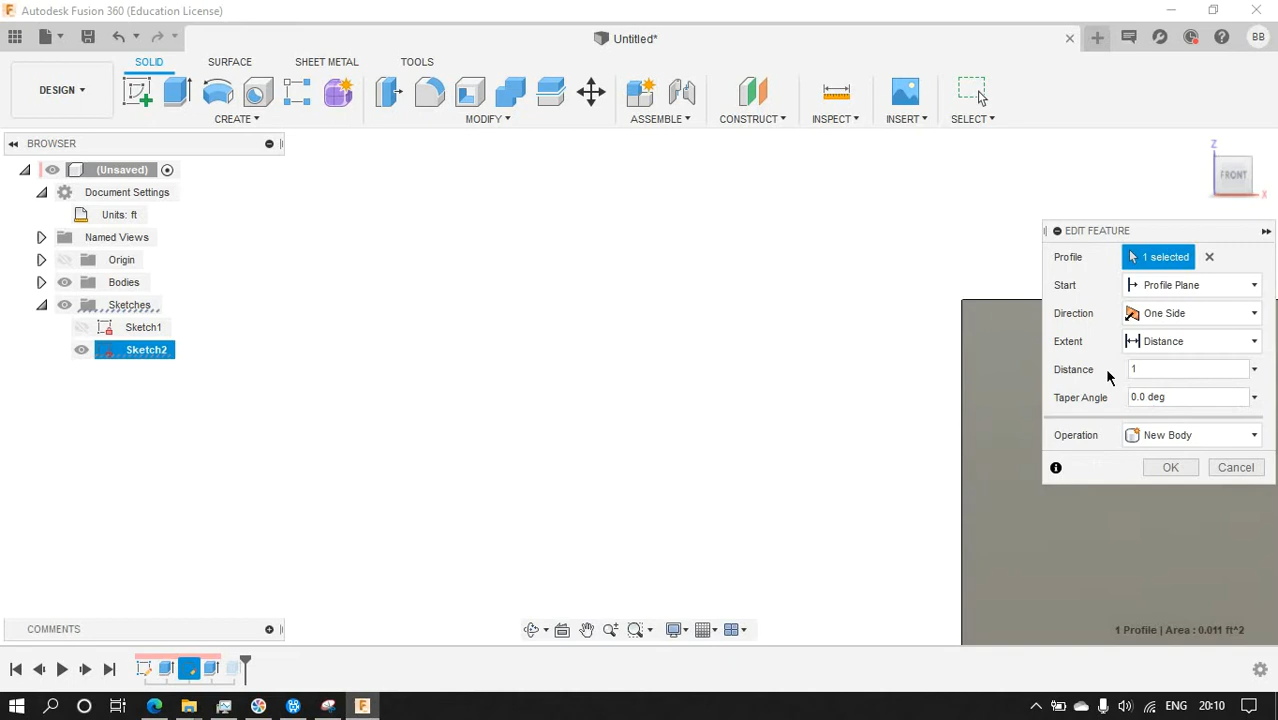 Autodesk Fusion 360 (Education License)
Untitled*
BB
DESIGN
SOLID SURFACE SHEET METAL TOOLS
CREATE MODIFY ASSEMBLE CONSTRUCT INSPECT INSERT SELECT
BROWSER
(Unsaved)
Document Settings
Units: ft
Named Views
Origin
Bodies
Sketches
Sketch1
Sketch2
Z
FRONT
X
EDIT FEATURE
Profile 1 selected
Start Profile Plane
Direction One Side
Extent Distance
Distance 1
Taper Angle 0.0 deg
Operation New Body
OK Cancel
1 Profile | Area : 0.011 ft^2
COMMENTS
ENG 20:10